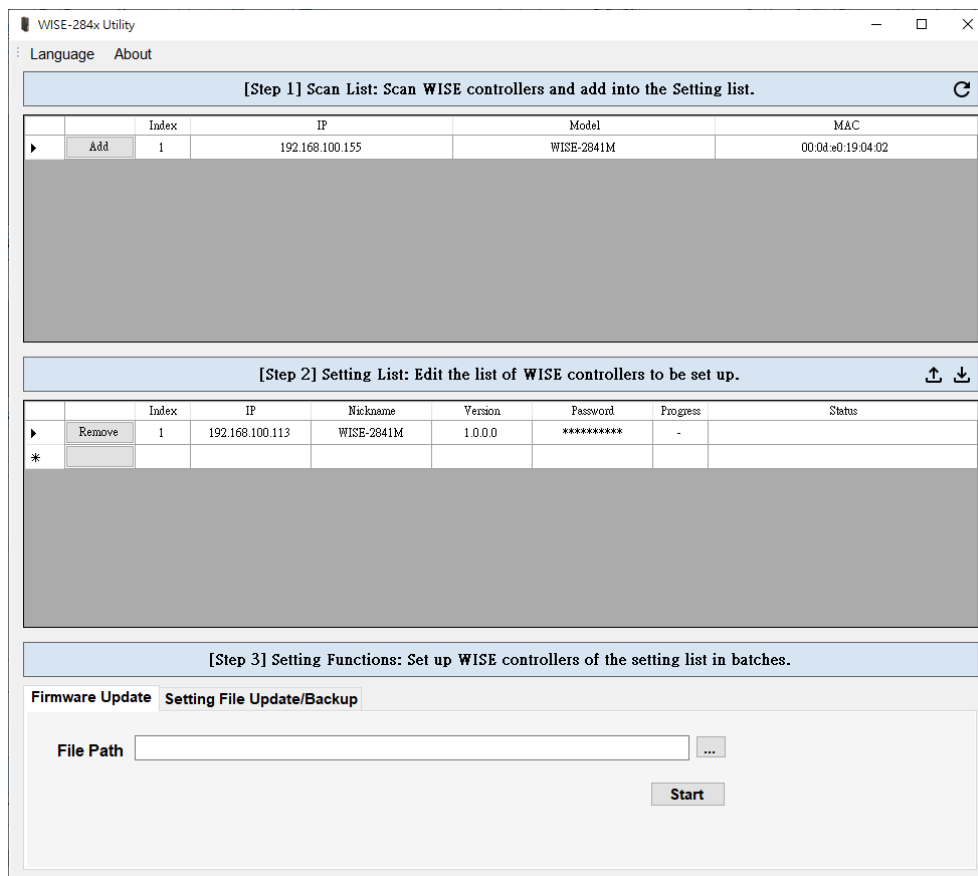 WISE-284x Utility
Language About
[Step 1] Scan List: Scan WISE controllers and add into the Setting list.
Index IP Model MAC
Add 1 192.168.100.155 WISE-2841M 00:0d:e0:19:04:02
[Step 2] Setting List: Edit the list of WISE controllers to be set up.
Index IP Nickname Version Password Progress Status
Remove 1 192.168.100.113 WISE-2841M 1.0.0.0 ********** -
[Step 3] Setting Functions: Set up WISE controllers of the setting list in batches.
Firmware Update Setting File Update/Backup
File Path ...
Start